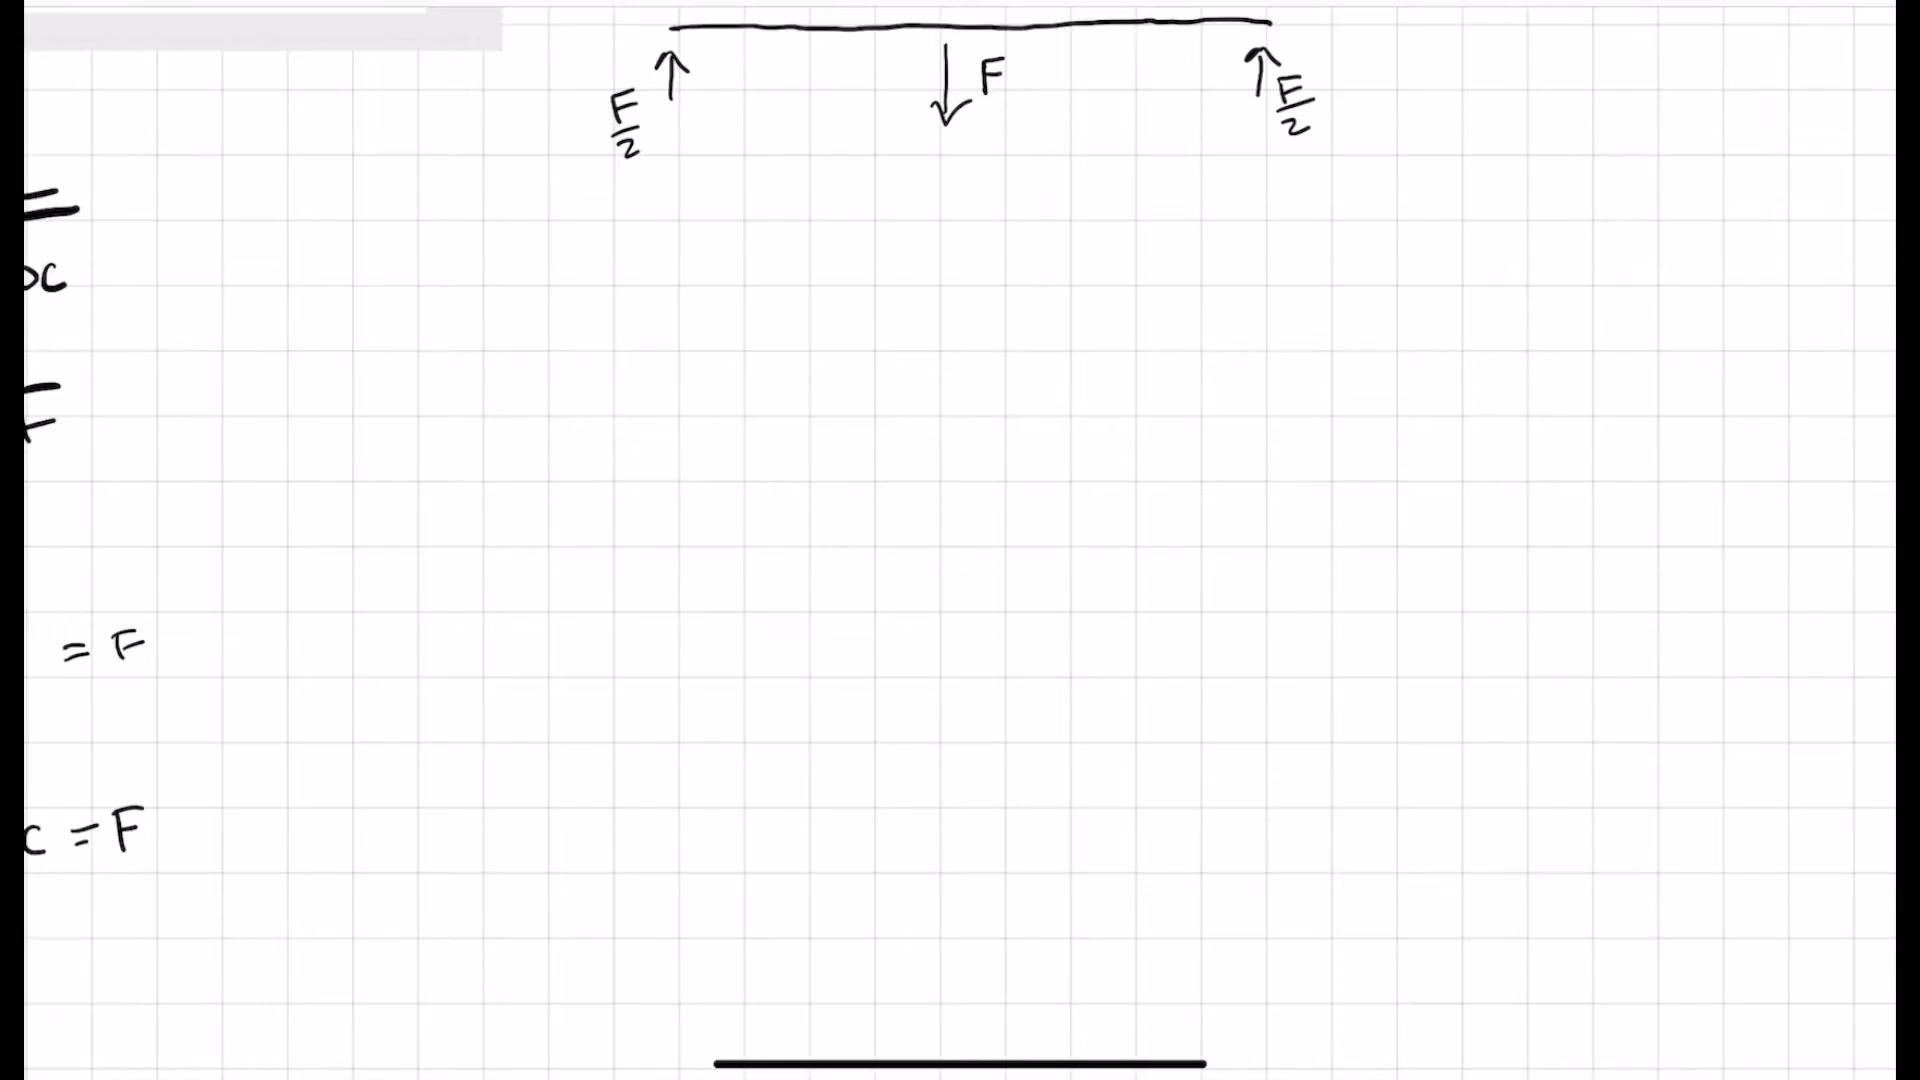 F
F/2
F/2
= F
c = F